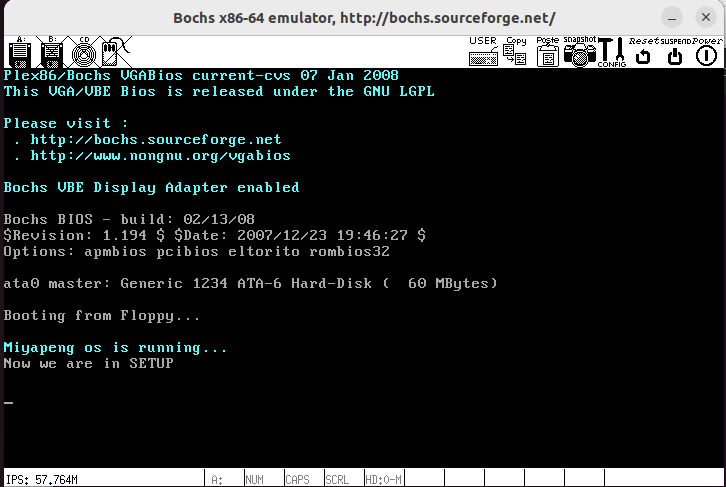 Bochs x86-64 emulator, http://bochs.sourceforge.net/
A: B: CD USER Copy Paste snapshot CONFIG Reset SUSPEND Power
Plex86/Bochs VGABios current-cvs 07 Jan 2008
This VGA/VBE Bios is released under the GNU LGPL
Please visit :
. http://bochs.sourceforge.net
. http://www.nongnu.org/vgabios
Bochs VBE Display Adapter enabled
Bochs BIOS - build: 02/13/08
$Revision: 1.194 $ $Date: 2007/12/23 19:46:27 $
Options: apmbios pcibios eltorito rombios32
ata0 master: Generic 1234 ATA-6 Hard-Disk ( 60 MBytes)
Booting from Floppy...
Miyapeng os is running...
Now we are in SETUP
IPS: 57.764M A: NUM CAPS SCRL HD:0-M